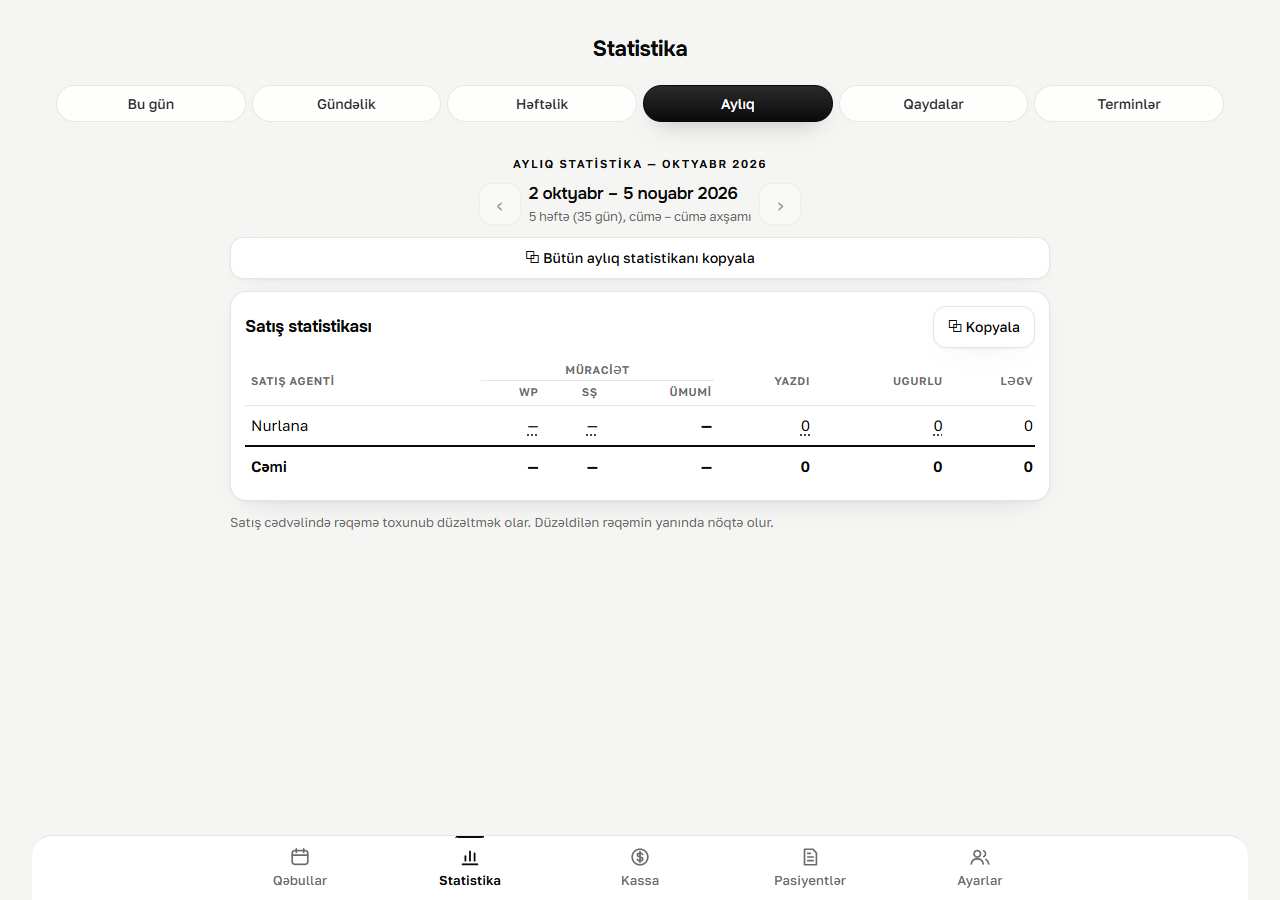 Statistika
Bu gün
Gündəlik
Həftəlik
Aylıq
Qaydalar
Terminlər
AYLIQ STATİSTİKA — OKTYABR 2026
‹
2 oktyabr – 5 noyabr 2026
5 həftə (35 gün), cümə – cümə axşamı
›
Bütün aylıq statistikanı kopyala
Satış statistikası
Kopyala
SATIŞ AGENTİ MÜRACİƏT YAZDI UGURLU LƏGV
WP SŞ ÜMUMİ
Nurlana — — — 0 0 0
Cəmi — — — 0 0 0
Satış cədvəlində rəqəmə toxunub düzəltmək olar. Düzəldilən rəqəmin yanında nöqtə olur.
Qəbullar
Statistika
Kassa
Pasiyentlər
Ayarlar